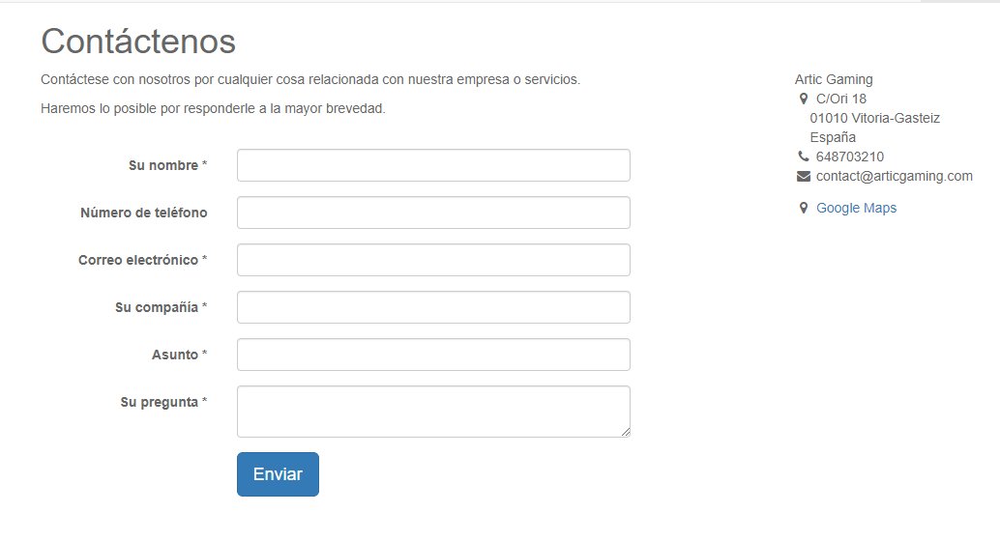 Contáctenos
Contáctese con nosotros por cualquier cosa relacionada con nuestra empresa o servicios.
Haremos lo posible por responderle a la mayor brevedad.
Su nombre *
Número de teléfono
Correo electrónico *
Su compañía *
Asunto *
Su pregunta *
Enviar
Artic Gaming
C/Ori 18
01010 Vitoria-Gasteiz
España
648703210
contact@articgaming.com
Google Maps